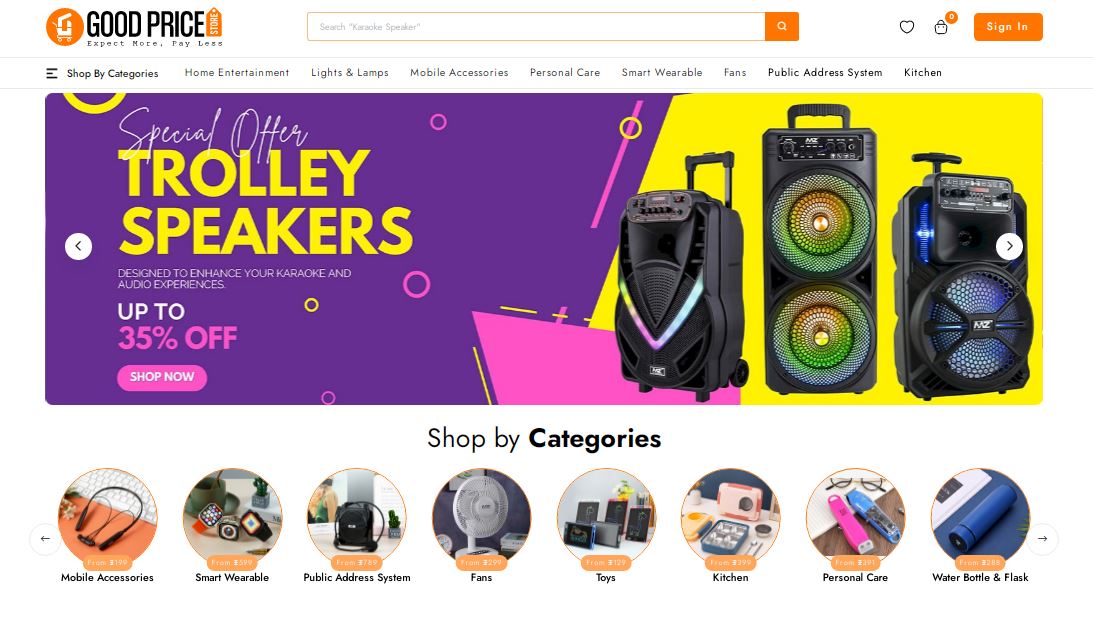 GOOD PRICE
STORE
Expect More, Pay Less
Search "Karaoke Speaker"
0
Sign In
Shop By Categories
Home Entertainment
Lights & Lamps
Mobile Accessories
Personal Care
Smart Wearable
Fans
Public Address System
Kitchen
Special Offer
TROLLEY
SPEAKERS
DESIGNED TO ENHANCE YOUR KARAOKE AND
AUDIO EXPERIENCES.
UP TO
35% OFF
SHOP NOW
MZ
MZ
MZ
Shop by Categories
From ₹199
From ₹599
From ₹789
From ₹299
From ₹129
From ₹399
From ₹291
From ₹288
Mobile Accessories
Smart Wearable
Public Address System
Fans
Toys
Kitchen
Personal Care
Water Bottle & Flask